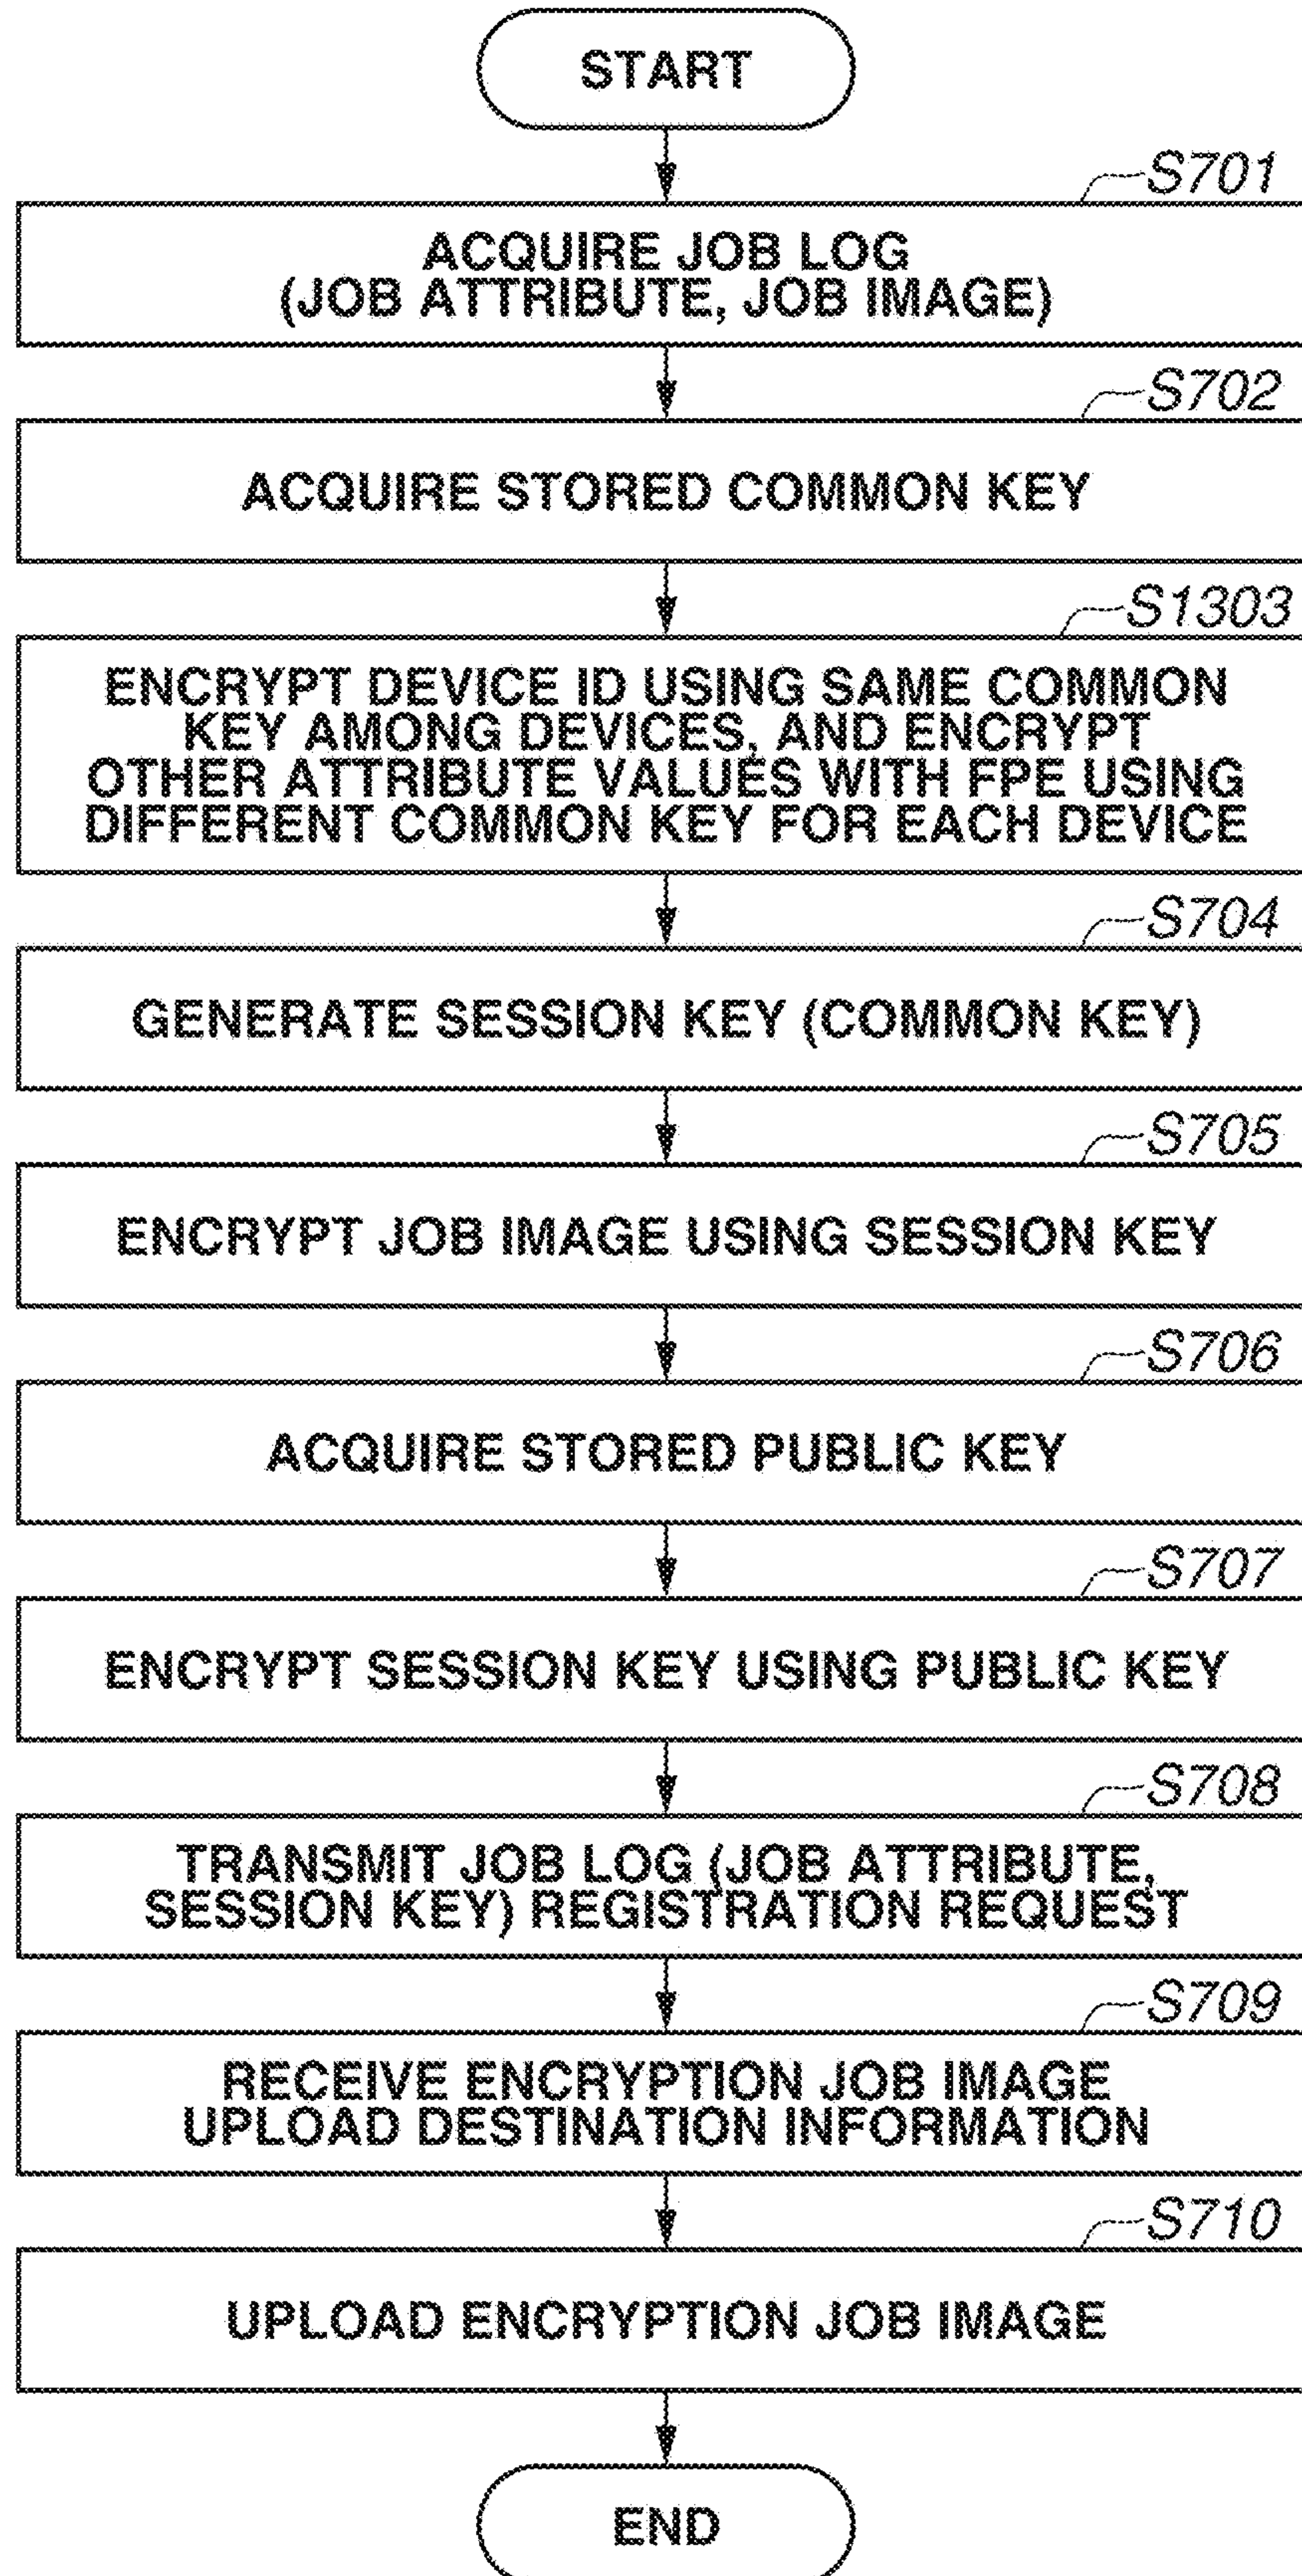 START
S701
ACQUIRE JOB LOG
(JOB ATTRIBUTE, JOB IMAGE)
S702
ACQUIRE STORED COMMON KEY
S1303
ENCRYPT DEVICE ID USING SAME COMMON
KEY AMONG DEVICES, AND ENCRYPT
OTHER ATTRIBUTE VALUES WITH FPE USING
DIFFERENT COMMON KEY FOR EACH DEVICE
S704
GENERATE SESSION KEY (COMMON KEY)
S705
ENCRYPT JOB IMAGE USING SESSION KEY
S706
ACQUIRE STORED PUBLIC KEY
S707
ENCRYPT SESSION KEY USING PUBLIC KEY
S708
TRANSMIT JOB LOG (JOB ATTRIBUTE,
SESSION KEY) REGISTRATION REQUEST
S709
RECEIVE ENCRYPTION JOB IMAGE
UPLOAD DESTINATION INFORMATION
S710
UPLOAD ENCRYPTION JOB IMAGE
END